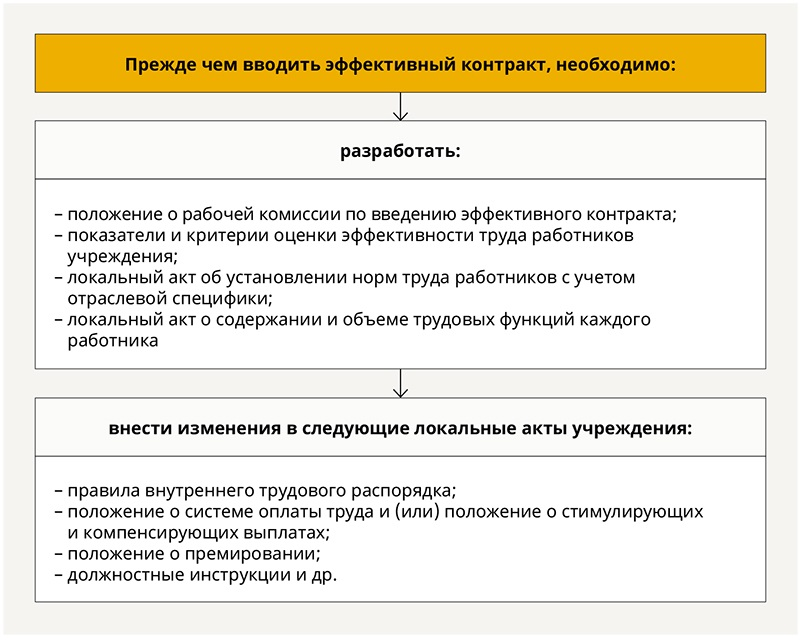 Прежде чем вводить эффективный контракт, необходимо:
разработать:
– положение о рабочей комиссии по введению эффективного контракта;
– показатели и критерии оценки эффективности труда работников
учреждения;
– локальный акт об установлении норм труда работников с учетом
отраслевой специфики;
– локальный акт о содержании и объеме трудовых функций каждого
работника
внести изменения в следующие локальные акты учреждения:
– правила внутреннего трудового распорядка;
– положение о системе оплаты труда и (или) положение о стимулирующих
и компенсирующих выплатах;
– положение о премировании;
– должностные инструкции и др.